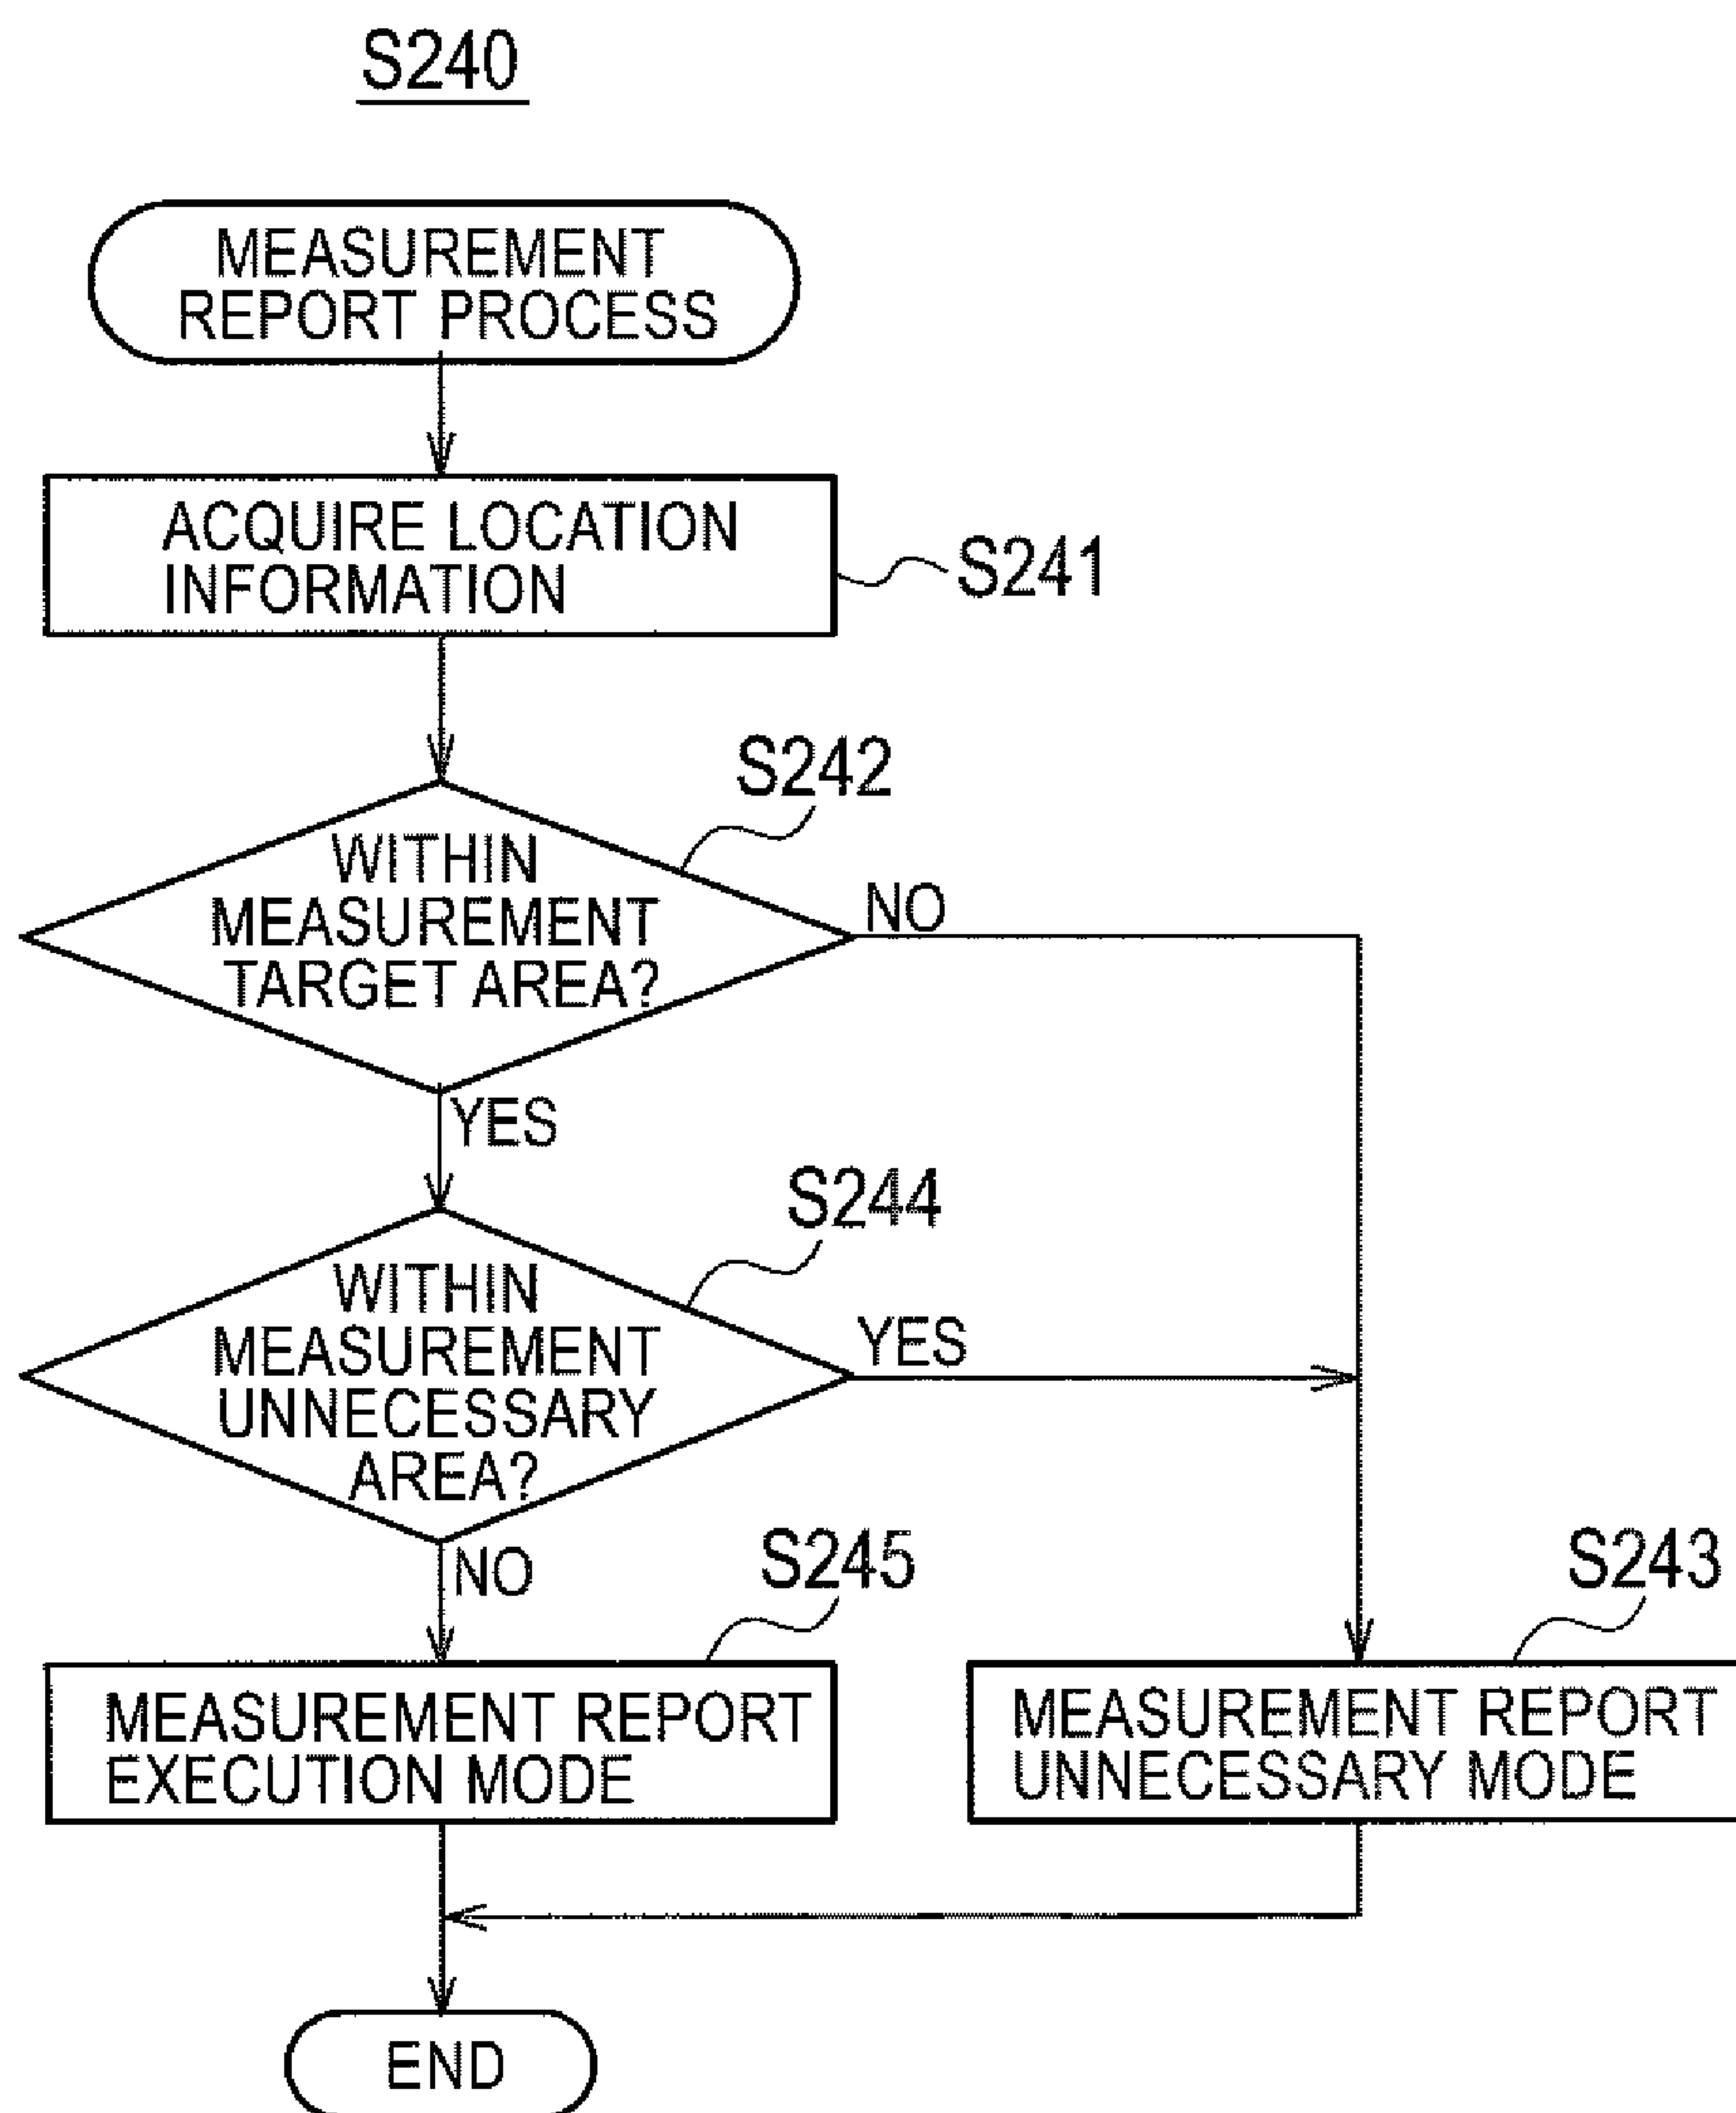 S240
MEASUREMENT
REPORT PROCESS
ACQUIRE LOCATION
INFORMATION
S241
S242
WITHIN
MEASUREMENT
TARGET AREA?
NO
YES
S244
WITHIN
MEASUREMENT
UNNECESSARY
AREA?
YES
NO
S245
S243
MEASUREMENT REPORT
EXECUTION MODE
MEASUREMENT REPORT
UNNECESSARY MODE
END